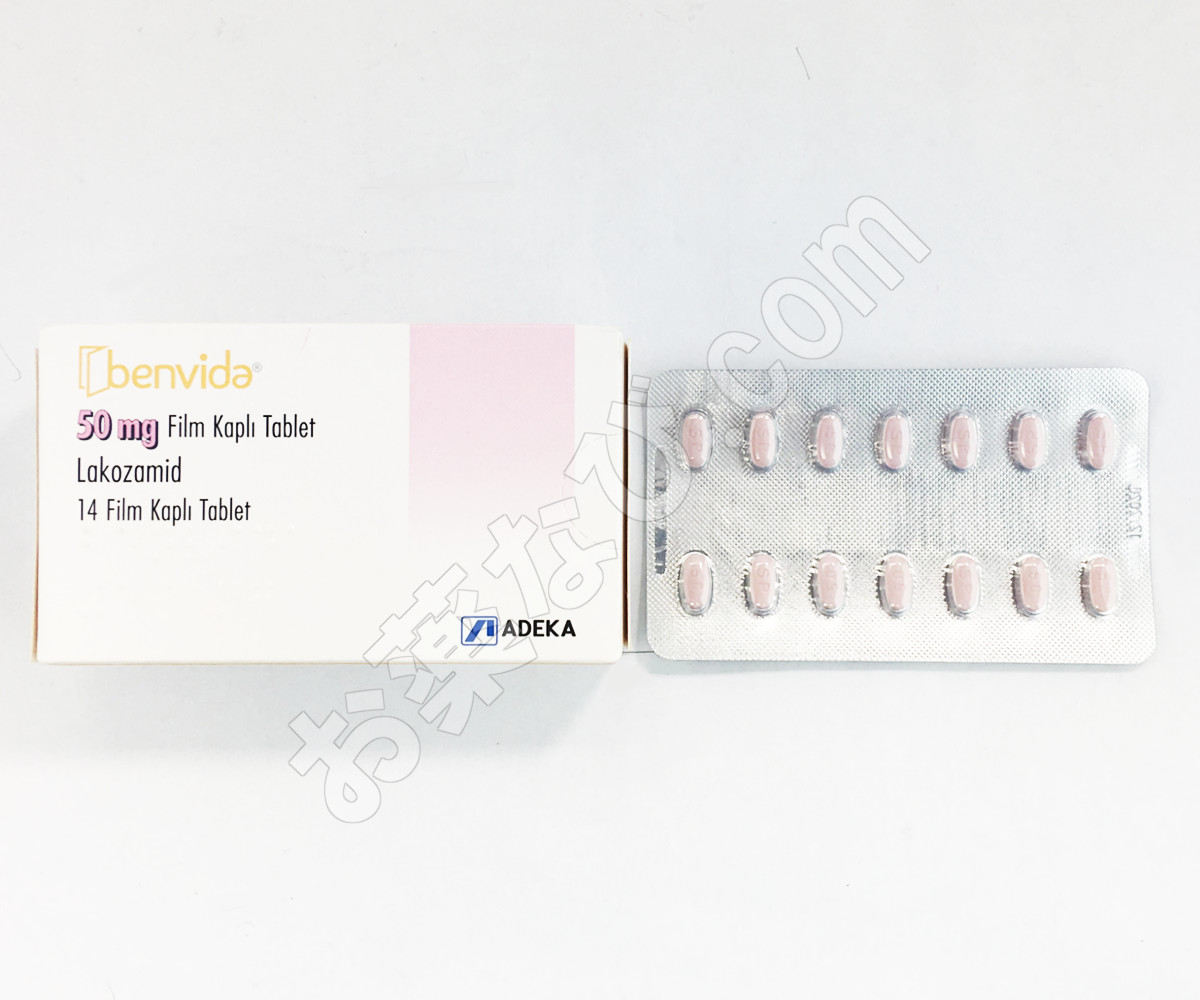 benvida®
50 mg Film Kaplı Tablet
Lakozamid
14 Film Kaplı Tablet
ADEKA
お薬なび.com